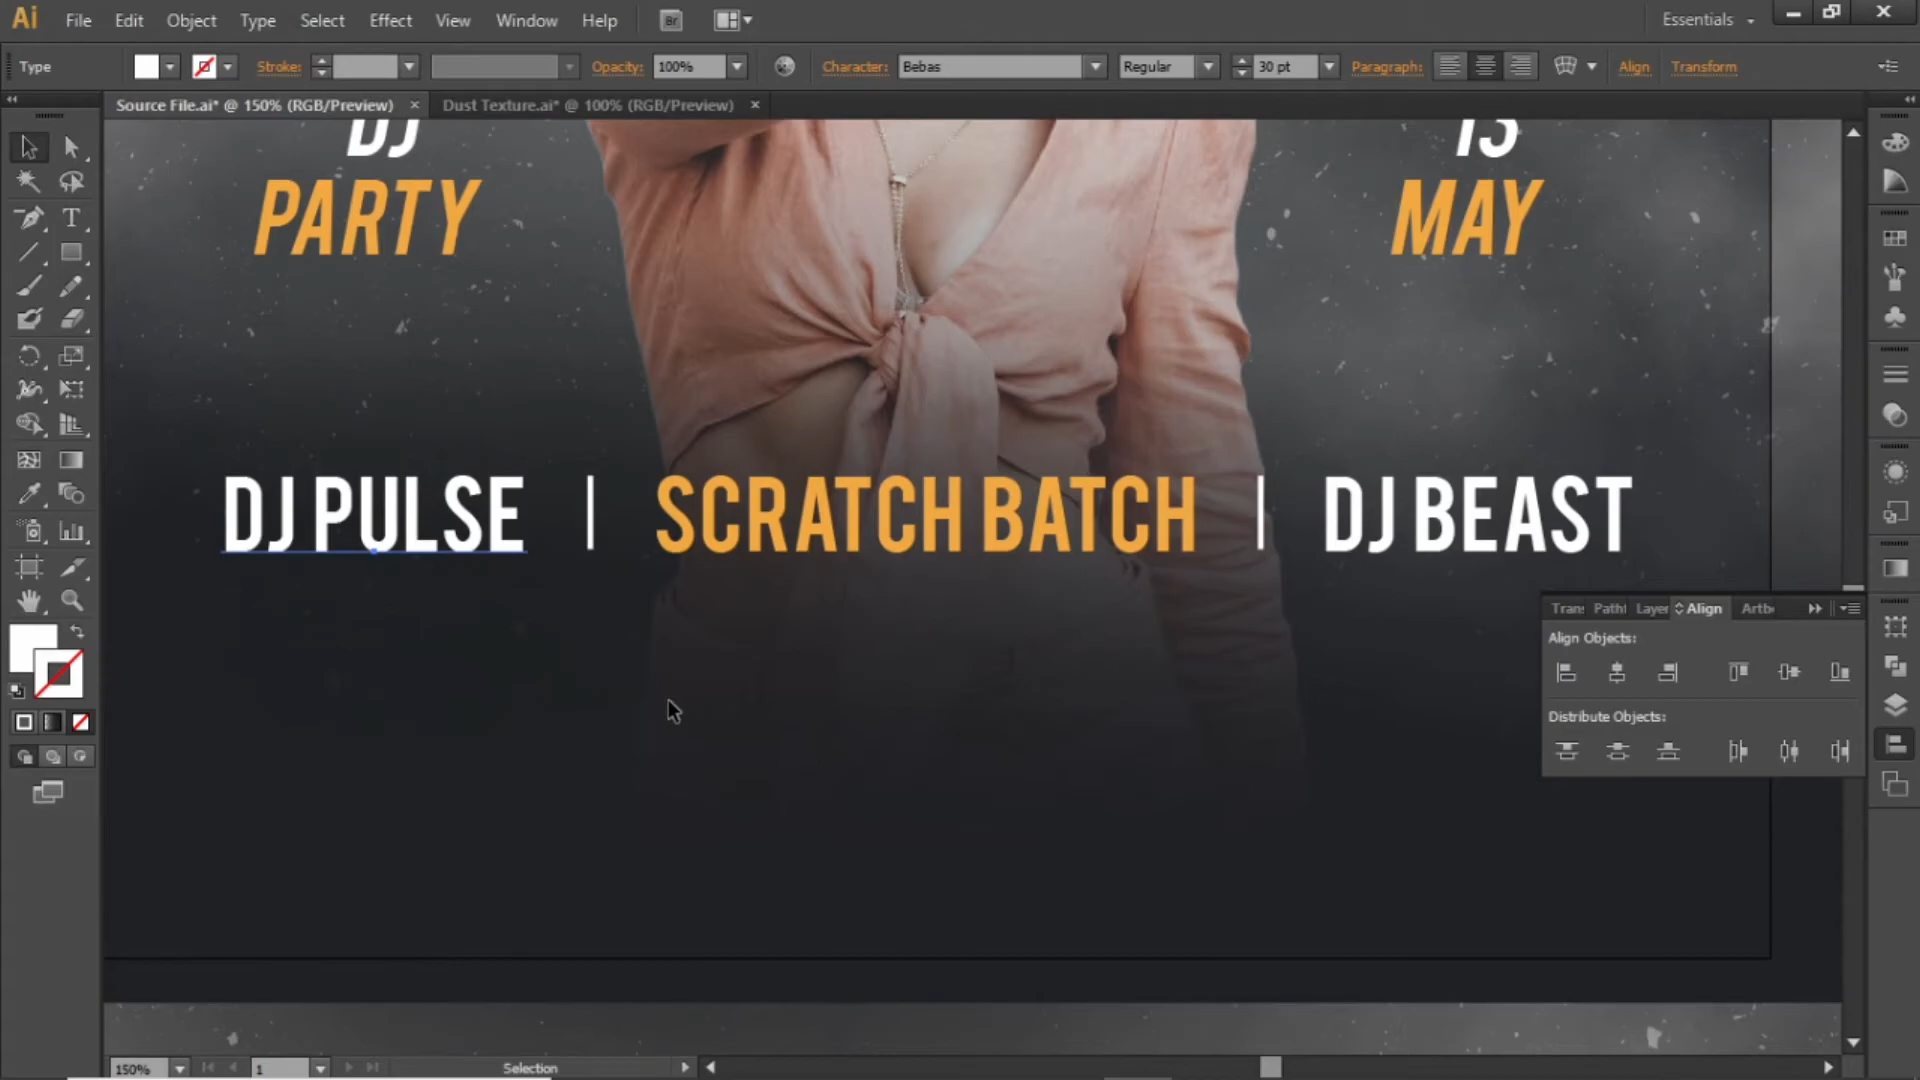 Ai File Edit Object Type Select Effect View Window Help Br Essentials
Type Stroke: Opacity: 100% Character: Bebas Regular 30 pt Paragraph: Align Transform
Source File.ai* @ 150% (RGB/Preview) × Dust Texture.ai* @ 100% (RGB/Preview) ×
DJ
PARTY
MAY
DJ PULSE | SCRATCH BATCH | DJ BEAST
Align
Align Objects:
Distribute Objects:
150% 1 Selection